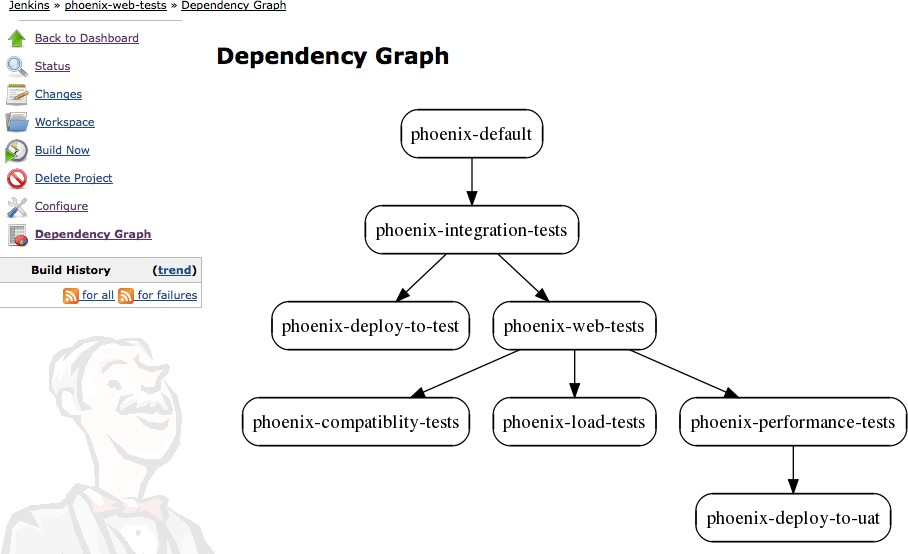 Jenkins » phoenix-web-tests » Dependency Graph
Back to Dashboard
Status
Changes
Workspace
Build Now
Delete Project
Configure
Dependency Graph
Build History (trend)
for all for failures
Dependency Graph
phoenix-default
phoenix-integration-tests
phoenix-deploy-to-test phoenix-web-tests
phoenix-compatiblity-tests phoenix-load-tests phoenix-performance-tests
phoenix-deploy-to-uat